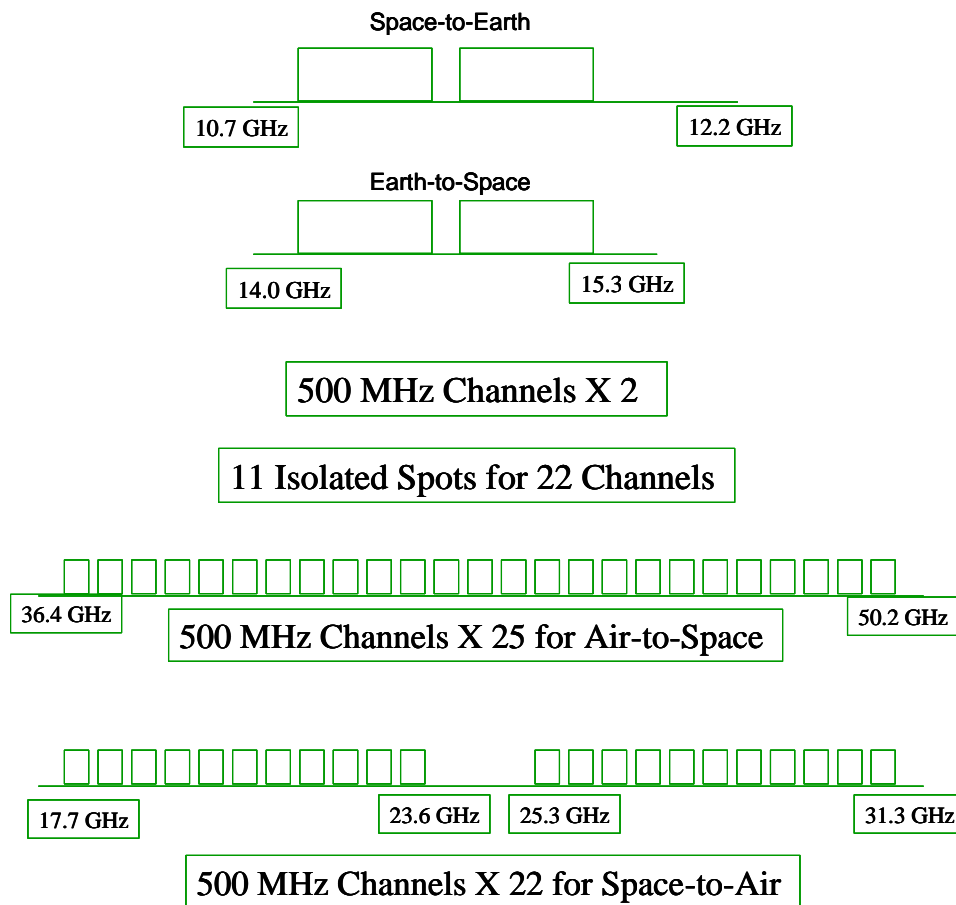 Space-to-Earth
10.7 GHz
12.2 GHz
Earth-to-Space
14.0 GHz
15.3 GHz
500 MHz Channels X 2
11 Isolated Spots for 22 Channels
36.4 GHz
50.2 GHz
500 MHz Channels X 25 for Air-to-Space
17.7 GHz
23.6 GHz
25.3 GHz
31.3 GHz
500 MHz Channels X 22 for Space-to-Air